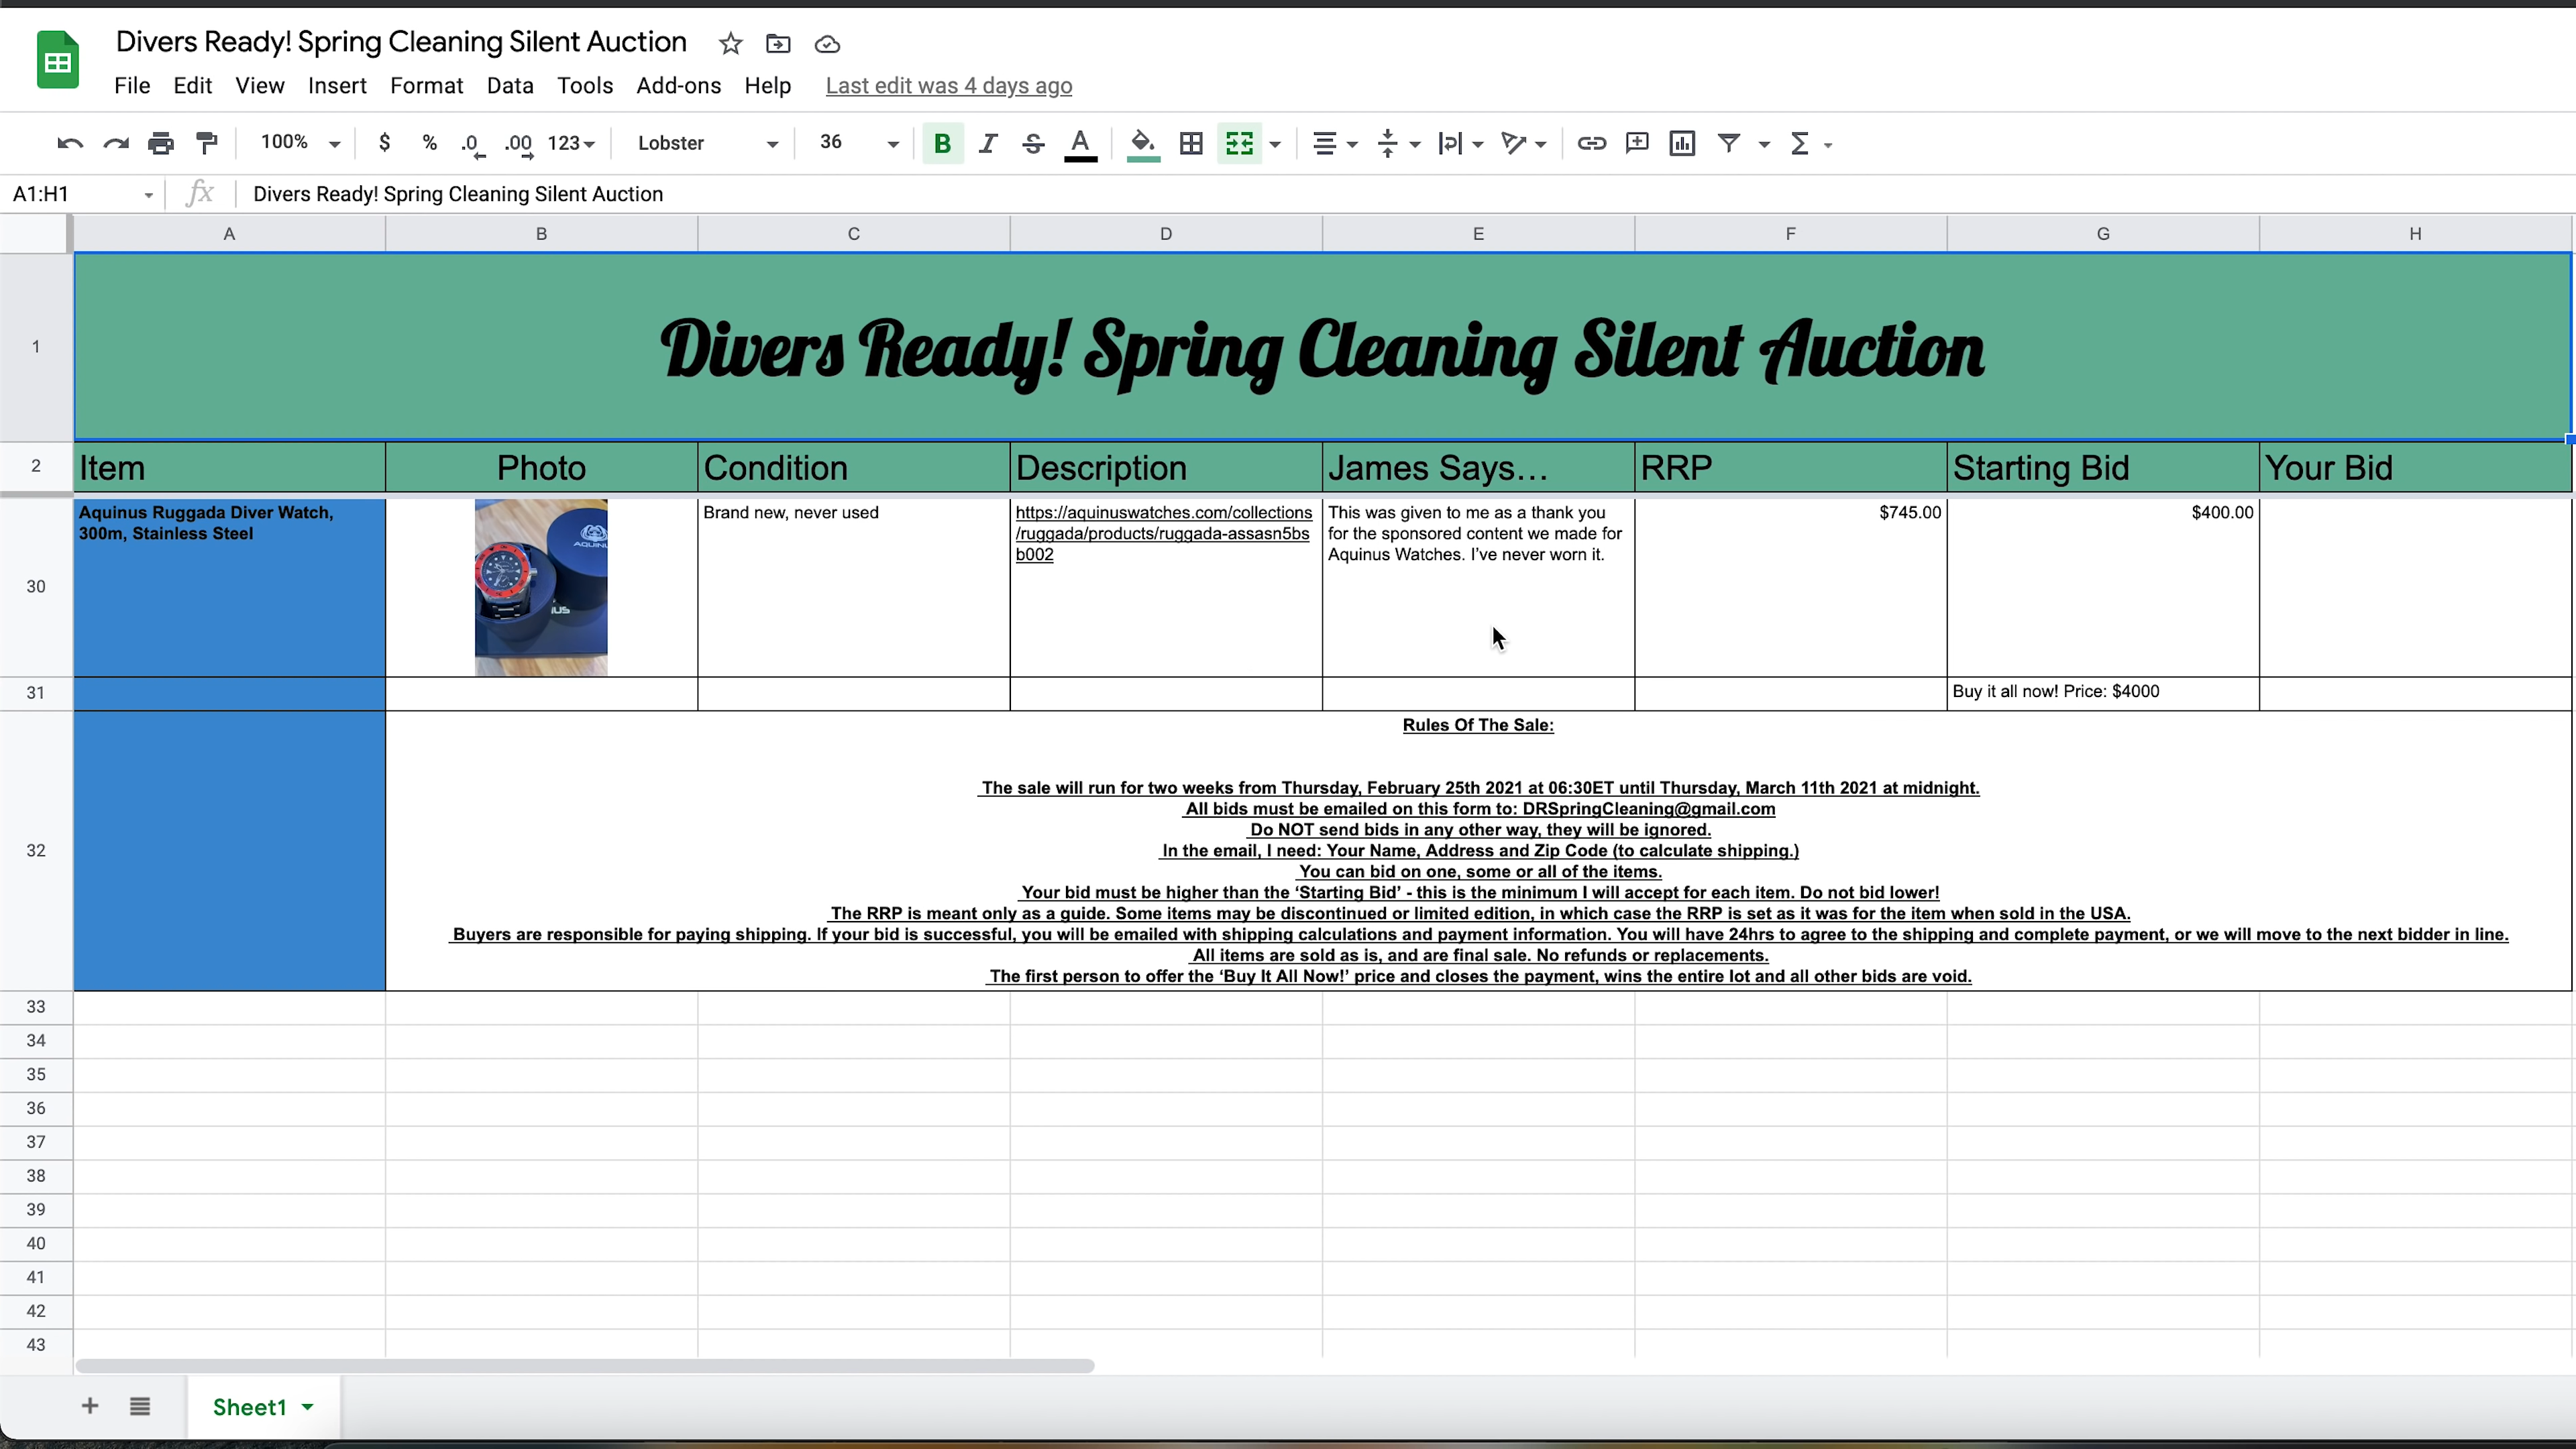 Divers Ready! Spring Cleaning Silent Auction
File Edit View Insert Format Data Tools Add-ons Help Last edit was 4 days ago
100% $ % .0 .00 123 Lobster 36 B I S A
A1:H1 fx Divers Ready! Spring Cleaning Silent Auction
A B C D E F G H
1 Divers Ready! Spring Cleaning Silent Auction
2 Item Photo Condition Description James Says... RRP Starting Bid Your Bid
Aquinus Ruggada Diver Watch,
300m, Stainless Steel
Brand new, never used
https://aquinuswatches.com/collections
/ruggada/products/ruggada-assasn5bs
b002
This was given to me as a thank you
for the sponsored content we made for
Aquinus Watches. I've never worn it.
$745.00
$400.00
30
31 Buy it all now! Price: $4000
Rules Of The Sale:
The sale will run for two weeks from Thursday, February 25th 2021 at 06:30ET until Thursday, March 11th 2021 at midnight.
All bids must be emailed on this form to: DRSpringCleaning@gmail.com
Do NOT send bids in any other way, they will be ignored.
32
In the email, I need: Your Name, Address and Zip Code (to calculate shipping.)
You can bid on one, some or all of the items.
Your bid must be higher than the ‘Starting Bid’ - this is the minimum I will accept for each item. Do not bid lower!
The RRP is meant only as a guide. Some items may be discontinued or limited edition, in which case the RRP is set as it was for the item when sold in the USA.
Buyers are responsible for paying shipping. If your bid is successful, you will be emailed with shipping calculations and payment information. You will have 24hrs to agree to the shipping and complete payment, or we will move to the next bidder in line.
All items are sold as is, and are final sale. No refunds or replacements.
The first person to offer the ‘Buy It All Now!’ price and closes the payment, wins the entire lot and all other bids are void.
33
34
35
36
37
38
39
40
41
42
43
Sheet1